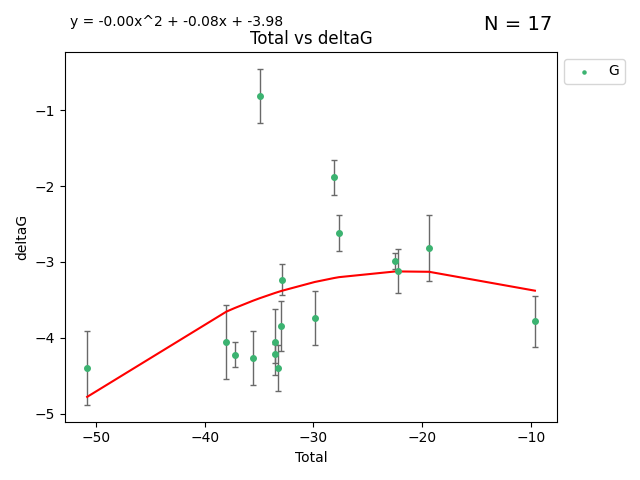 y = -0.00x^2 + -0.08x + -3.98
N = 17
Total vs deltaG
G
−1
−2
−3
−4
−5
deltaG
−50 −40 −30 −20 −10
Total